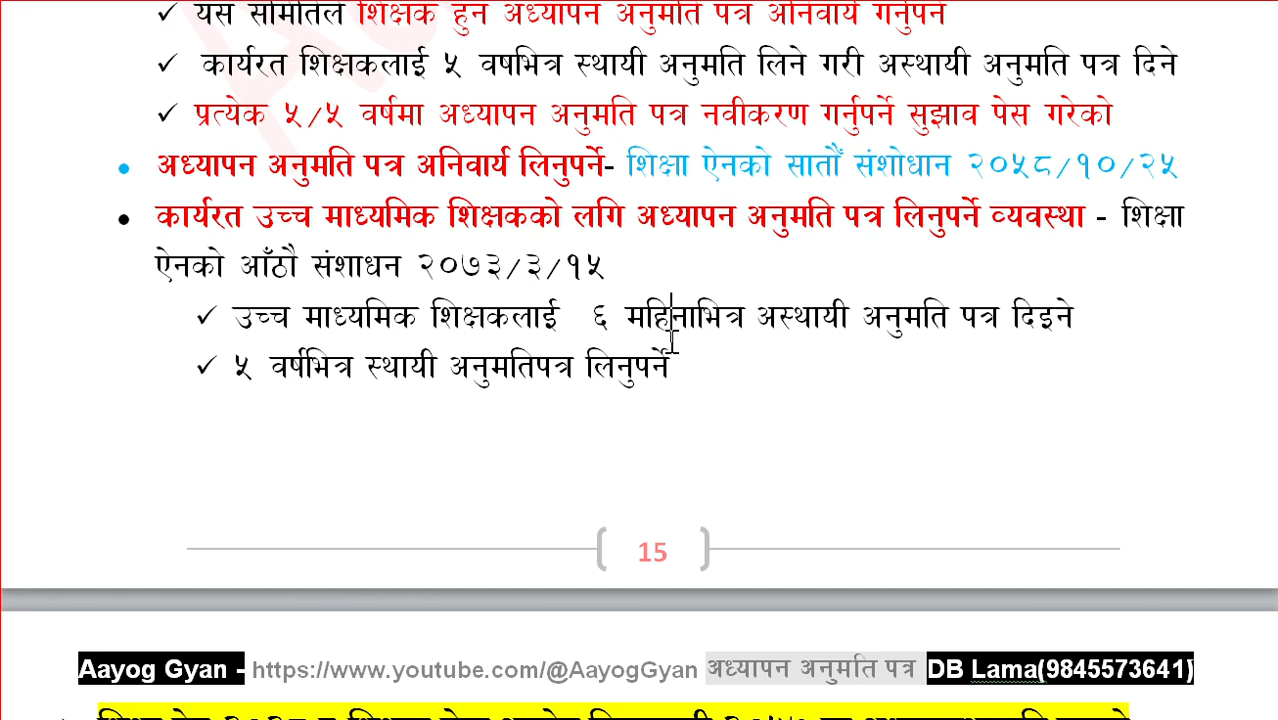 ✓ यस समितिले शिक्षक हुन अध्यापन अनुमति पत्र अनिवार्य गर्नुपर्ने
✓ कार्यरत शिक्षकलाई ५ वषभित्र स्थायी अनुमति लिने गरी अस्थायी अनुमति पत्र दिने
✓ प्रत्येक ५/५ वर्षमा अध्यापन अनुमति पत्र नवीकरण गर्नुपर्ने सुझाव पेस गरेको
• अध्यापन अनुमति पत्र अनिवार्य लिनुपर्ने- शिक्षा ऐनको सातौँ संशोधान २०५८/१०/२५
• कार्यरत उच्च माध्यमिक शिक्षकको लगि अध्यापन अनुमति पत्र लिनुपर्ने व्यवस्था - शिक्षा
ऐनको आँठौ संशाधन २०७३/३/१५
✓ उच्च माध्यमिक शिक्षकलाई ६ महिनाभित्र अस्थायी अनुमति पत्र दिइने
✓ ५ वर्षभित्र स्थायी अनुमतिपत्र लिनुपर्ने
15
Aayog Gyan - https://www.youtube.com/@AayogGyan अध्यापन अनुमति पत्र DB Lama(9845573641)